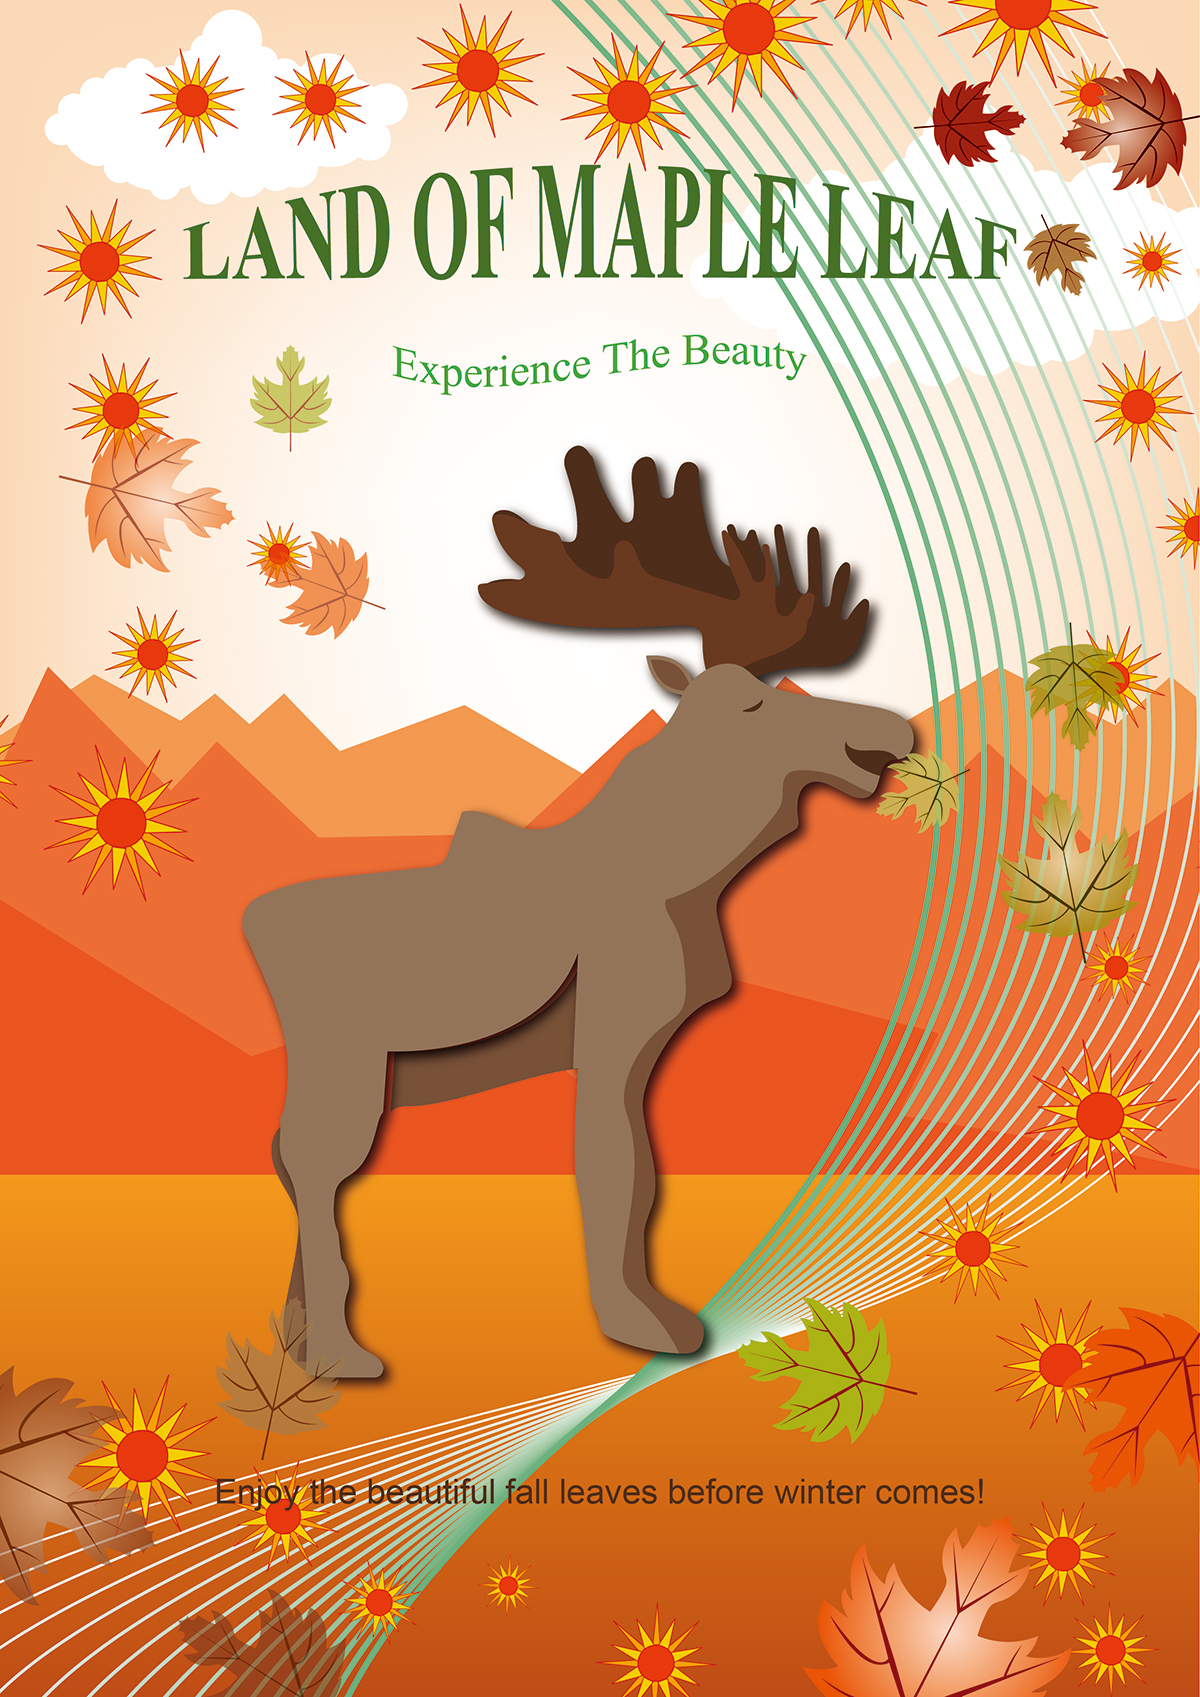 LAND OF MAPLE LEAF
Experience The Beauty
Enjoy the beautiful fall leaves before winter comes!